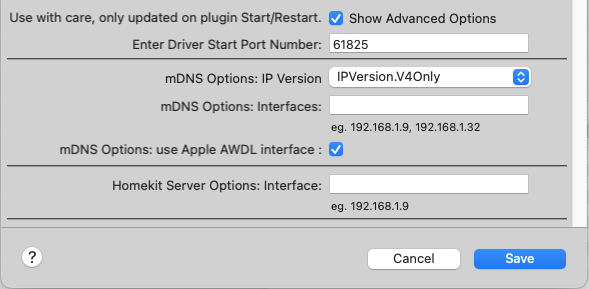 Use with care, only updated on plugin Start/Restart. Show Advanced Options
Enter Driver Start Port Number: 61825
mDNS Options: IP Version IPVersion.V4Only
mDNS Options: Interfaces:
eg. 192.168.1.9, 192.168.1.32
mDNS Options: use Apple AWDL interface :
Homekit Server Options: Interface:
eg. 192.168.1.9
? Cancel Save